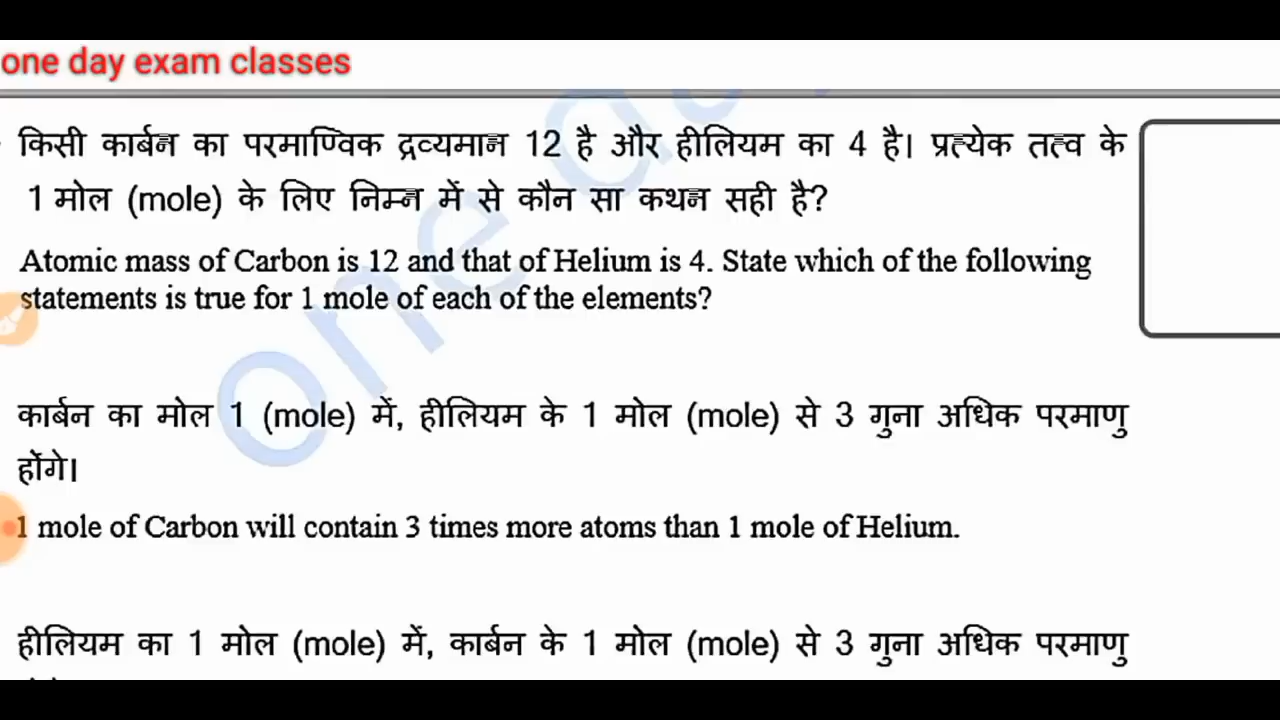 one day exam classes
किसी कार्बन का परमाण्विक द्रव्यमान 12 है और हीलियम का 4 है। प्रत्येक तत्व के
1 मोल (mole) के लिए निम्न में से कौन सा कथन सही है?
Atomic mass of Carbon is 12 and that of Helium is 4. State which of the following
statements is true for 1 mole of each of the elements?
कार्बन का मोल 1 (mole) में, हीलियम के 1 मोल (mole) से 3 गुना अधिक परमाणु
होंगे।
1 mole of Carbon will contain 3 times more atoms than 1 mole of Helium.
हीलियम का 1 मोल (mole) में, कार्बन के 1 मोल (mole) से 3 गुना अधिक परमाणु